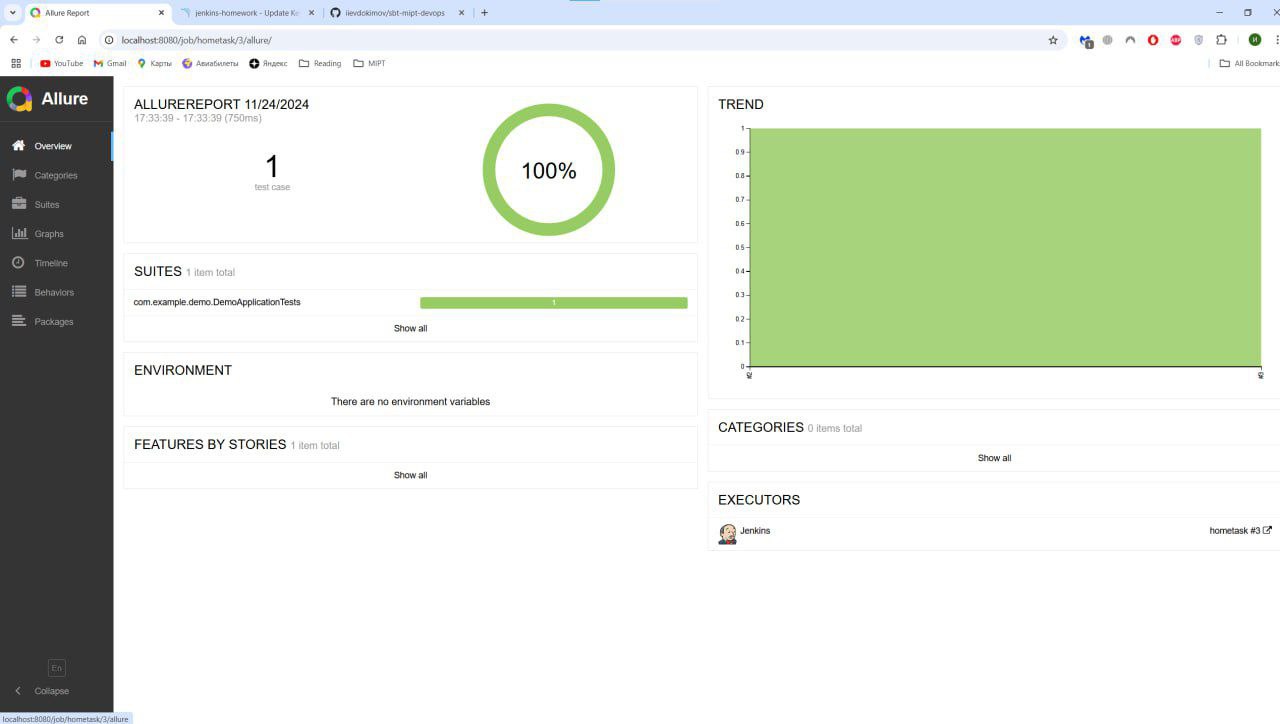 Allure Report
jenkins-homework - Update Ke
iievdokimov/sbt-mipt-devops
localhost:8080/job/hometask/3/allure/
1
ABP
И
YouTube
Gmail
Карты
Авиабилеты
Яндекс
Reading
MIPT
All Bookmark
Allure
Overview
Categories
Suites
Graphs
Timeline
Behaviors
Packages
En
Collapse
ALLUREREPORT 11/24/2024
17:33:39 - 17:33:39 (750ms)
1
test case
100%
SUITES 1 item total
com.example.demo.DemoApplicationTests
1
Show all
ENVIRONMENT
There are no environment variables
FEATURES BY STORIES 1 item total
Show all
TREND
1
0.9
0.8
0.7
0.6
0.5
0.4
0.3
0.2
0.1
0
#2
#3
CATEGORIES 0 items total
Show all
EXECUTORS
Jenkins
hometask #3
localhost:8080/job/hometask/3/allure